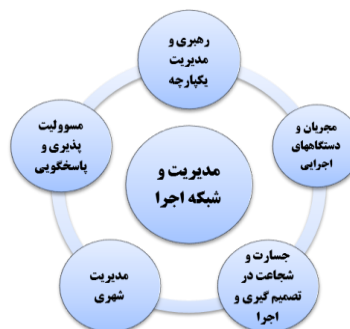 رهبری و
مدیریت
یکپارچه
مجریان و
دستگاههای
اجرایی
جسارت و
شجاعت در
تصمیم گیری و
اجرا
مدیریت
شهری
مسوولیت
پذیری و
پاسخگویی
مدیریت و
شبکه اجرا